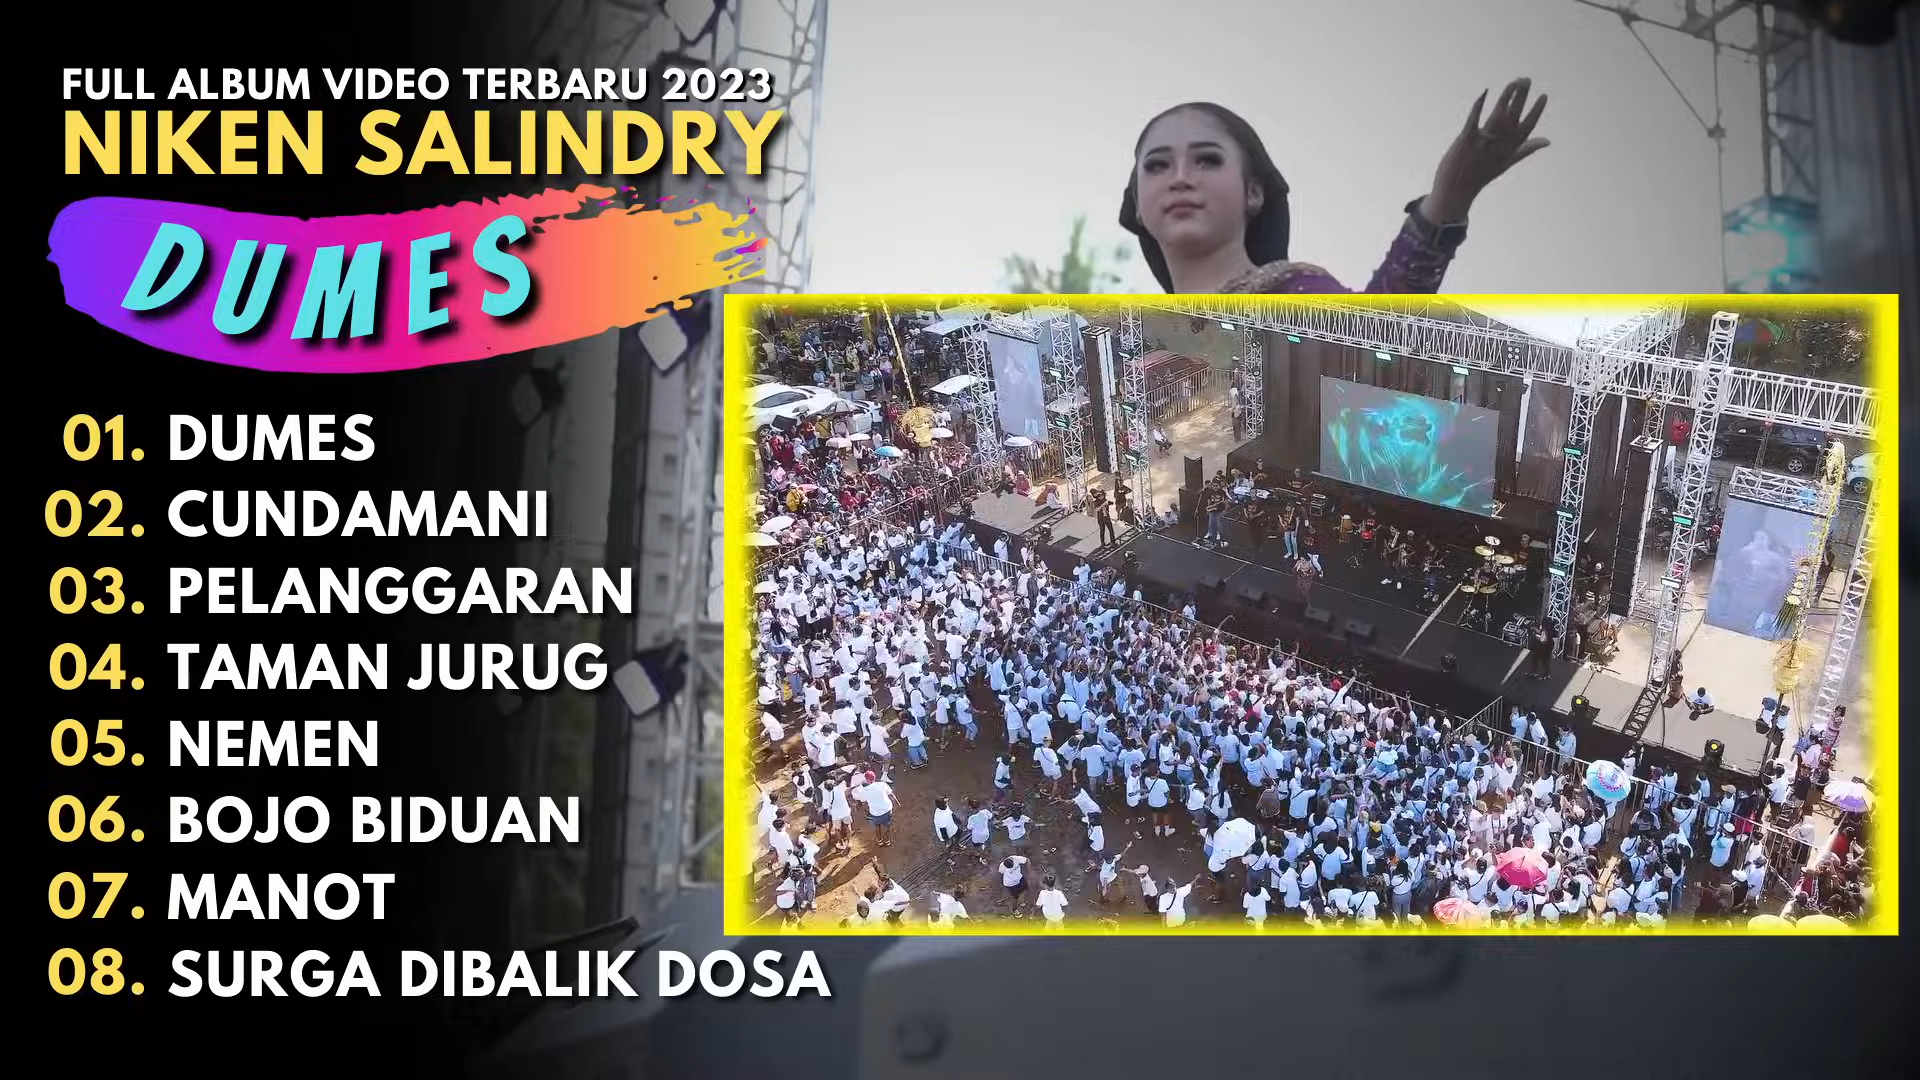 FULL ALBUM VIDEO TERBARU 2023
NIKEN SALINDRY
DUMES
01. DUMES
02. CUNDAMANI
03. PELANGGARAN
04. TAMAN JURUG
05. NEMEN
06. BOJO BIDUAN
07. MANOT
08. SURGA DIBALIK DOSA